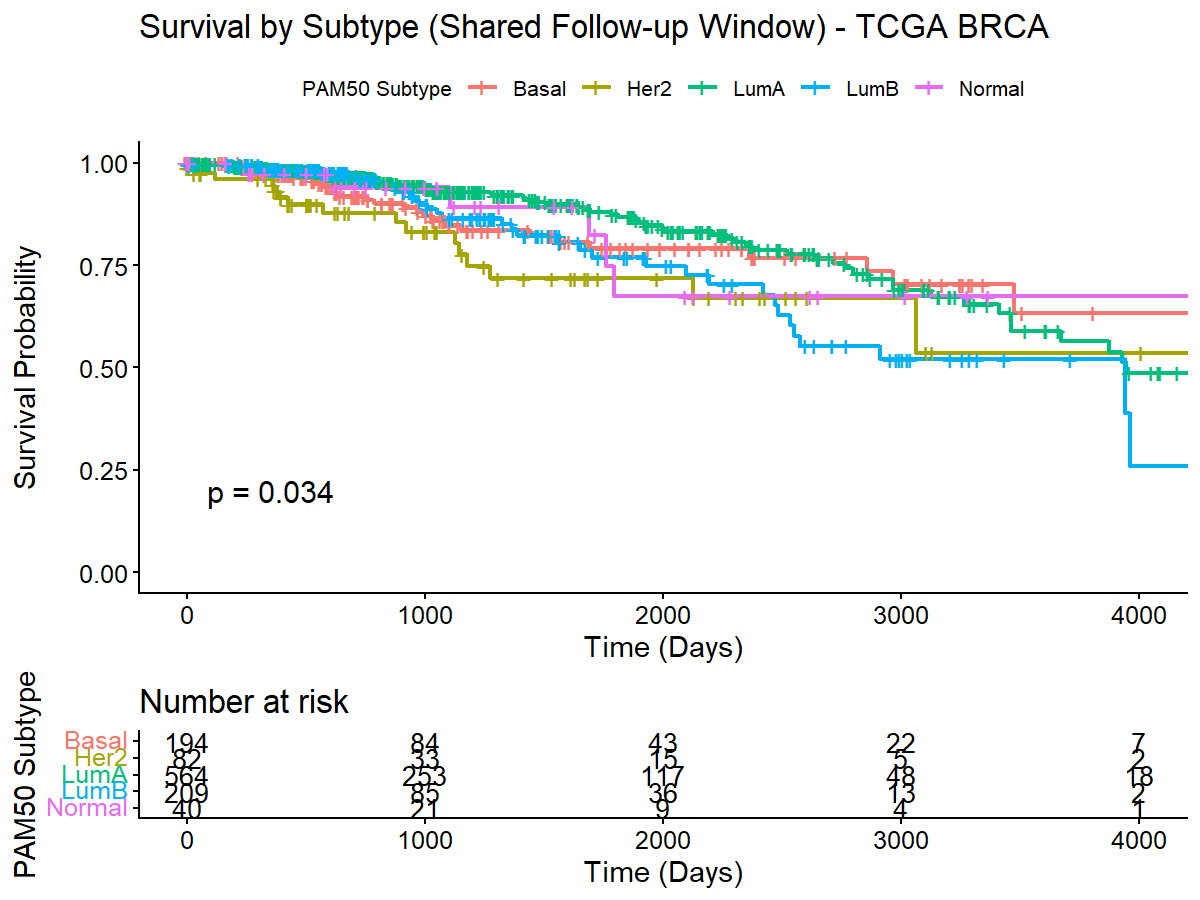 Survival by Subtype (Shared Follow-up Window) - TCGA BRCA
PAM50 Subtype Basal Her2 LumA LumB Normal
1.00
0.75
0.50
0.25
0.00
Survival Probability
p = 0.034
0 1000 2000 3000 4000
Time (Days)
Number at risk
PAM50 Subtype
Basal 194 84 43 22 7
Her2 82 33 15 5 2
LumA 564 253 117 48 18
LumB 209 85 36 13 2
Normal 40 21 9 4 1
0 1000 2000 3000 4000
Time (Days)